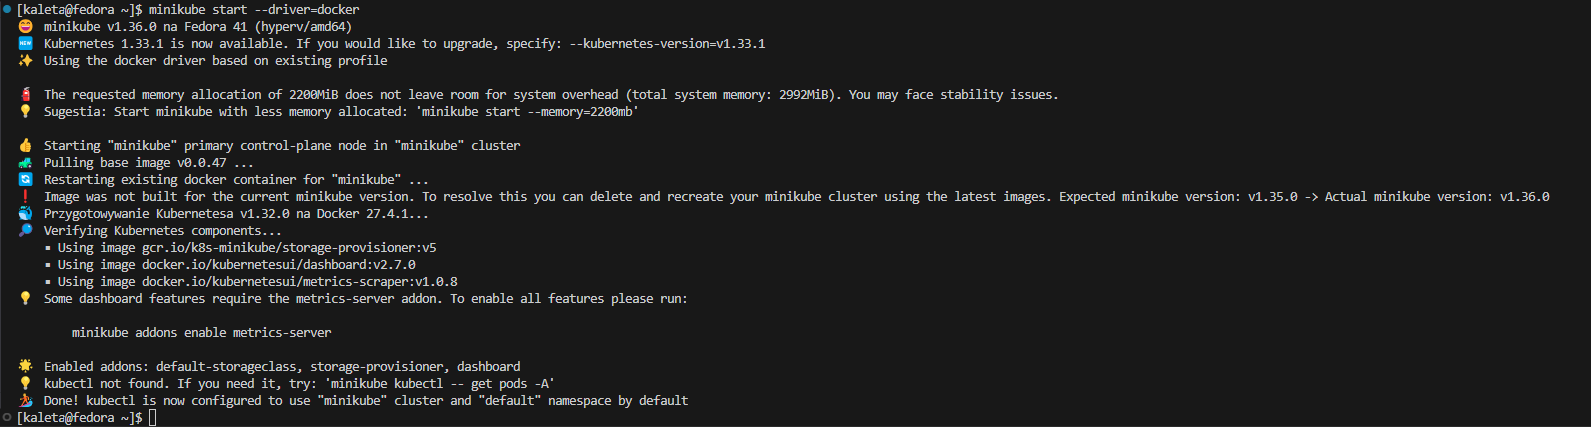 [kaleta@fedora ~]$ minikube start --driver=docker
minikube v1.36.0 na Fedora 41 (hyperv/amd64)
NEW Kubernetes 1.33.1 is now available. If you would like to upgrade, specify: --kubernetes-version=v1.33.1
Using the docker driver based on existing profile
The requested memory allocation of 2200MiB does not leave room for system overhead (total system memory: 2992MiB). You may face stability issues.
Sugestia: Start minikube with less memory allocated: 'minikube start --memory=2200mb'
Starting "minikube" primary control-plane node in "minikube" cluster
Pulling base image v0.0.47 ...
Restarting existing docker container for "minikube" ...
Image was not built for the current minikube version. To resolve this you can delete and recreate your minikube cluster using the latest images. Expected minikube version: v1.35.0 -> Actual minikube version: v1.36.0
Przygotowywanie Kubernetesa v1.32.0 na Docker 27.4.1...
Verifying Kubernetes components...
▪ Using image gcr.io/k8s-minikube/storage-provisioner:v5
▪ Using image docker.io/kubernetesui/dashboard:v2.7.0
▪ Using image docker.io/kubernetesui/metrics-scraper:v1.0.8
Some dashboard features require the metrics-server addon. To enable all features please run:
minikube addons enable metrics-server
Enabled addons: default-storageclass, storage-provisioner, dashboard
kubectl not found. If you need it, try: 'minikube kubectl -- get pods -A'
Done! kubectl is now configured to use "minikube" cluster and "default" namespace by default
[kaleta@fedora ~]$